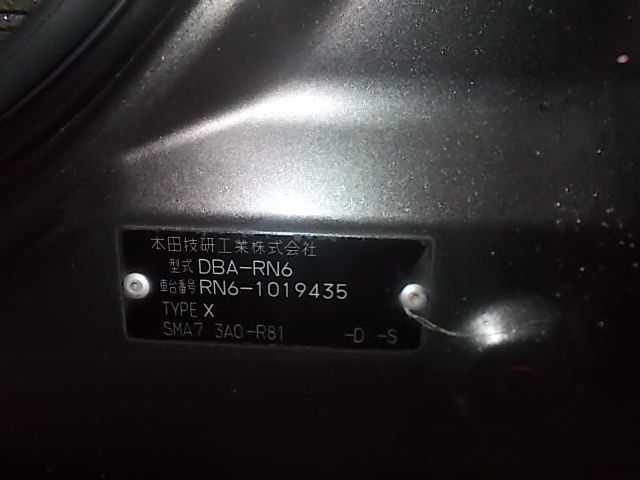 本田技研工業株式会社
型式 DBA-RN6
車台番号 RN6-1019435
TYPE X
SMA7 3A0-R81 -D -S